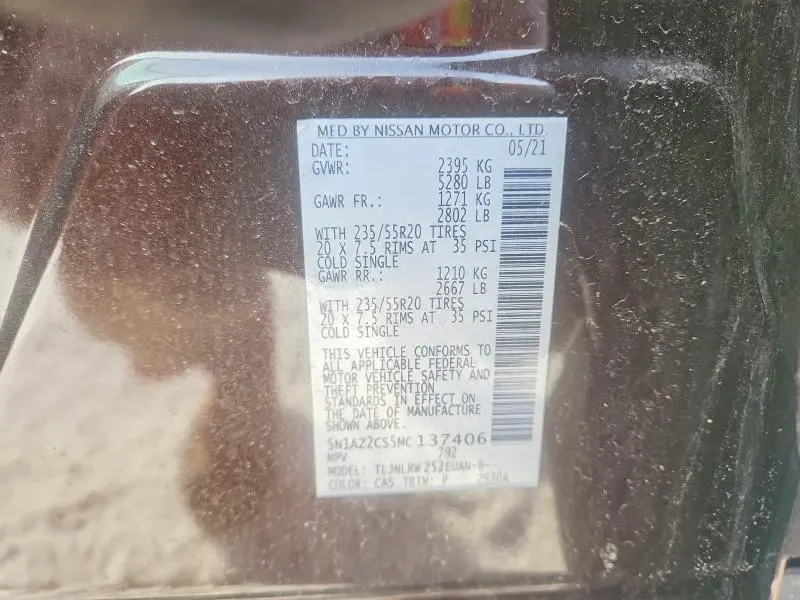 MFD BY NISSAN MOTOR CO., LTD.
DATE: 05/21
GVWR: 2395 KG
5280 LB
GAWR FR.: 1271 KG
2802 LB
WITH 235/55R20 TIRES
20 X 7.5 RIMS AT 35 PSI
COLD SINGLE
GAWR RR.: 1210 KG
2667 LB
WITH 235/55R20 TIRES
20 X 7.5 RIMS AT 35 PSI
COLD SINGLE
THIS VEHICLE CONFORMS TO
ALL APPLICABLE FEDERAL
MOTOR VEHICLE SAFETY AND
THEFT PREVENTION
STANDARDS IN EFFECT ON
THE DATE OF MANUFACTURE
SHOWN ABOVE.
5N1AZ2CS5MC 137406
MPV 792
MODEL:
COLOR: CAS TRIM: P